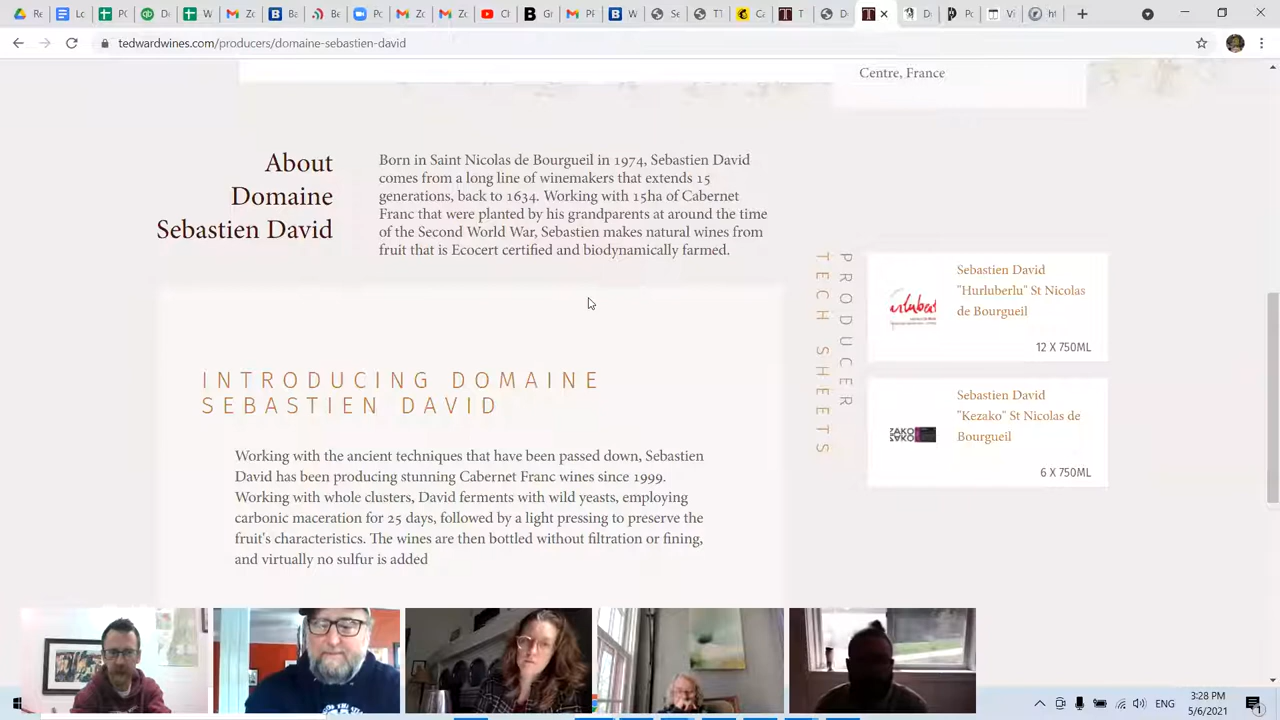 tedwardwines.com/producers/domaine-sebastien-david
Centre, France
About
Domaine
Sebastien David
Born in Saint Nicolas de Bourgueil in 1974, Sebastien David
comes from a long line of winemakers that extends 15
generations, back to 1634. Working with 15ha of Cabernet
Franc that were planted by his grandparents at around the time
of the Second World War, Sebastien makes natural wines from
fruit that is Ecocert certified and biodynamically farmed.
INTRODUCING DOMAINE
SEBASTIEN DAVID
Working with the ancient techniques that have been passed down, Sebastien
David has been producing stunning Cabernet Franc wines since 1999.
Working with whole clusters, David ferments with wild yeasts, employing
carbonic maceration for 25 days, followed by a light pressing to preserve the
fruit's characteristics. The wines are then bottled without filtration or fining,
and virtually no sulfur is added
PRODUCER
TECH SHEETS
Sebastien David
"Hurluberlu" St Nicolas
de Bourgueil
12 X 750ML
Sebastien David
"Kezako" St Nicolas de
Bourgueil
6 X 750ML
ENG
3:28 PM
5/6/2021